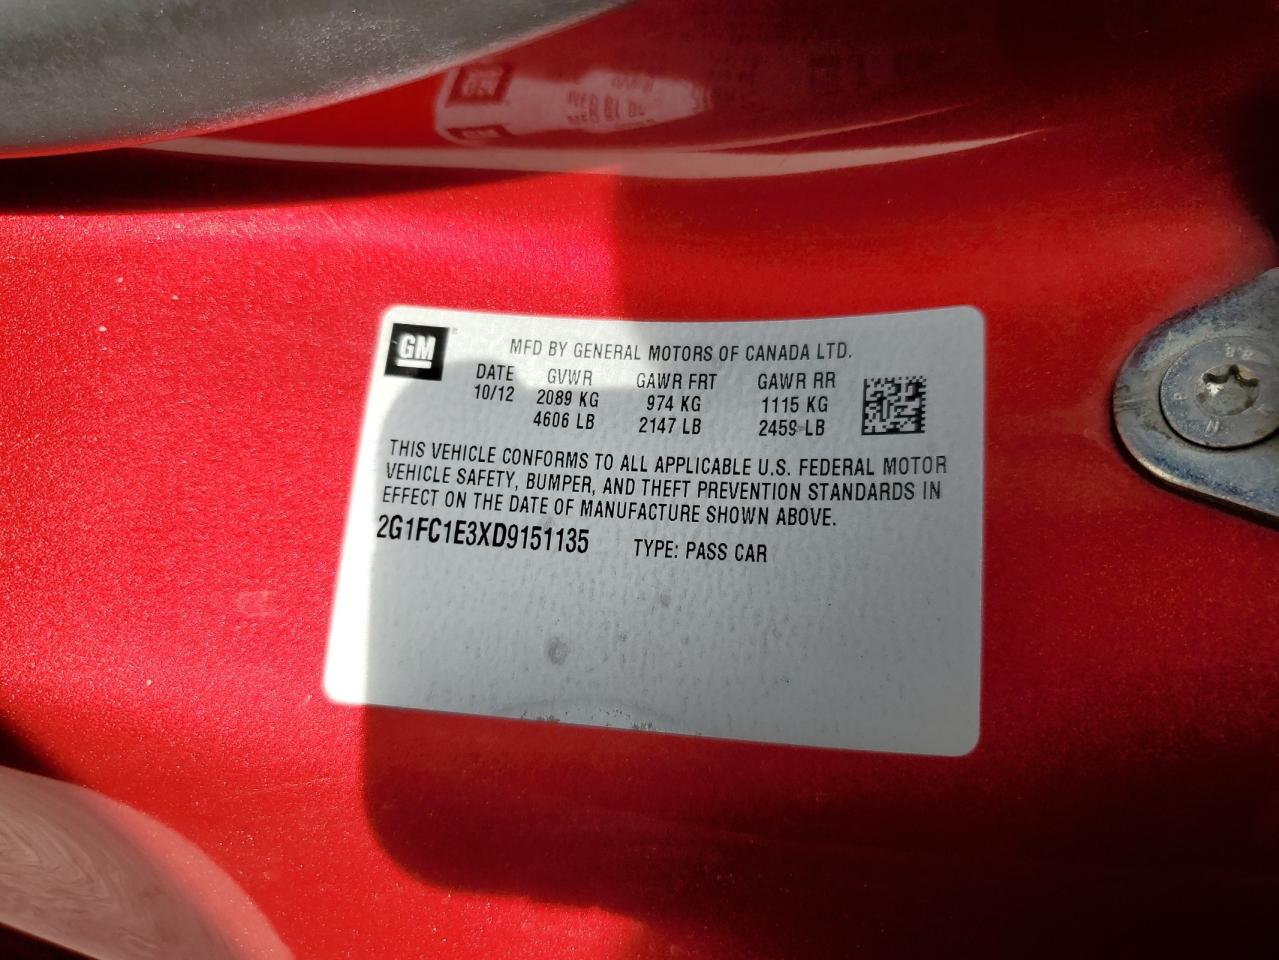 GM
MFD BY GENERAL MOTORS OF CANADA LTD.
DATE GVWR GAWR FRT GAWR RR
10/12 2089 KG 974 KG 1115 KG
4606 LB 2147 LB 2459 LB
THIS VEHICLE CONFORMS TO ALL APPLICABLE U.S. FEDERAL MOTOR
VEHICLE SAFETY, BUMPER, AND THEFT PREVENTION STANDARDS IN
EFFECT ON THE DATE OF MANUFACTURE SHOWN ABOVE.
2G1FC1E3XD9151135 TYPE: PASS CAR